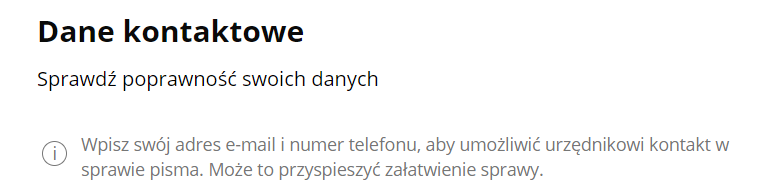 Dane kontaktowe
Sprawdź poprawność swoich danych
Wpisz swój adres e-mail i numer telefonu, aby umożliwić urzędnikowi kontakt w
sprawie pisma. Może to przyspieszyć załatwienie sprawy.